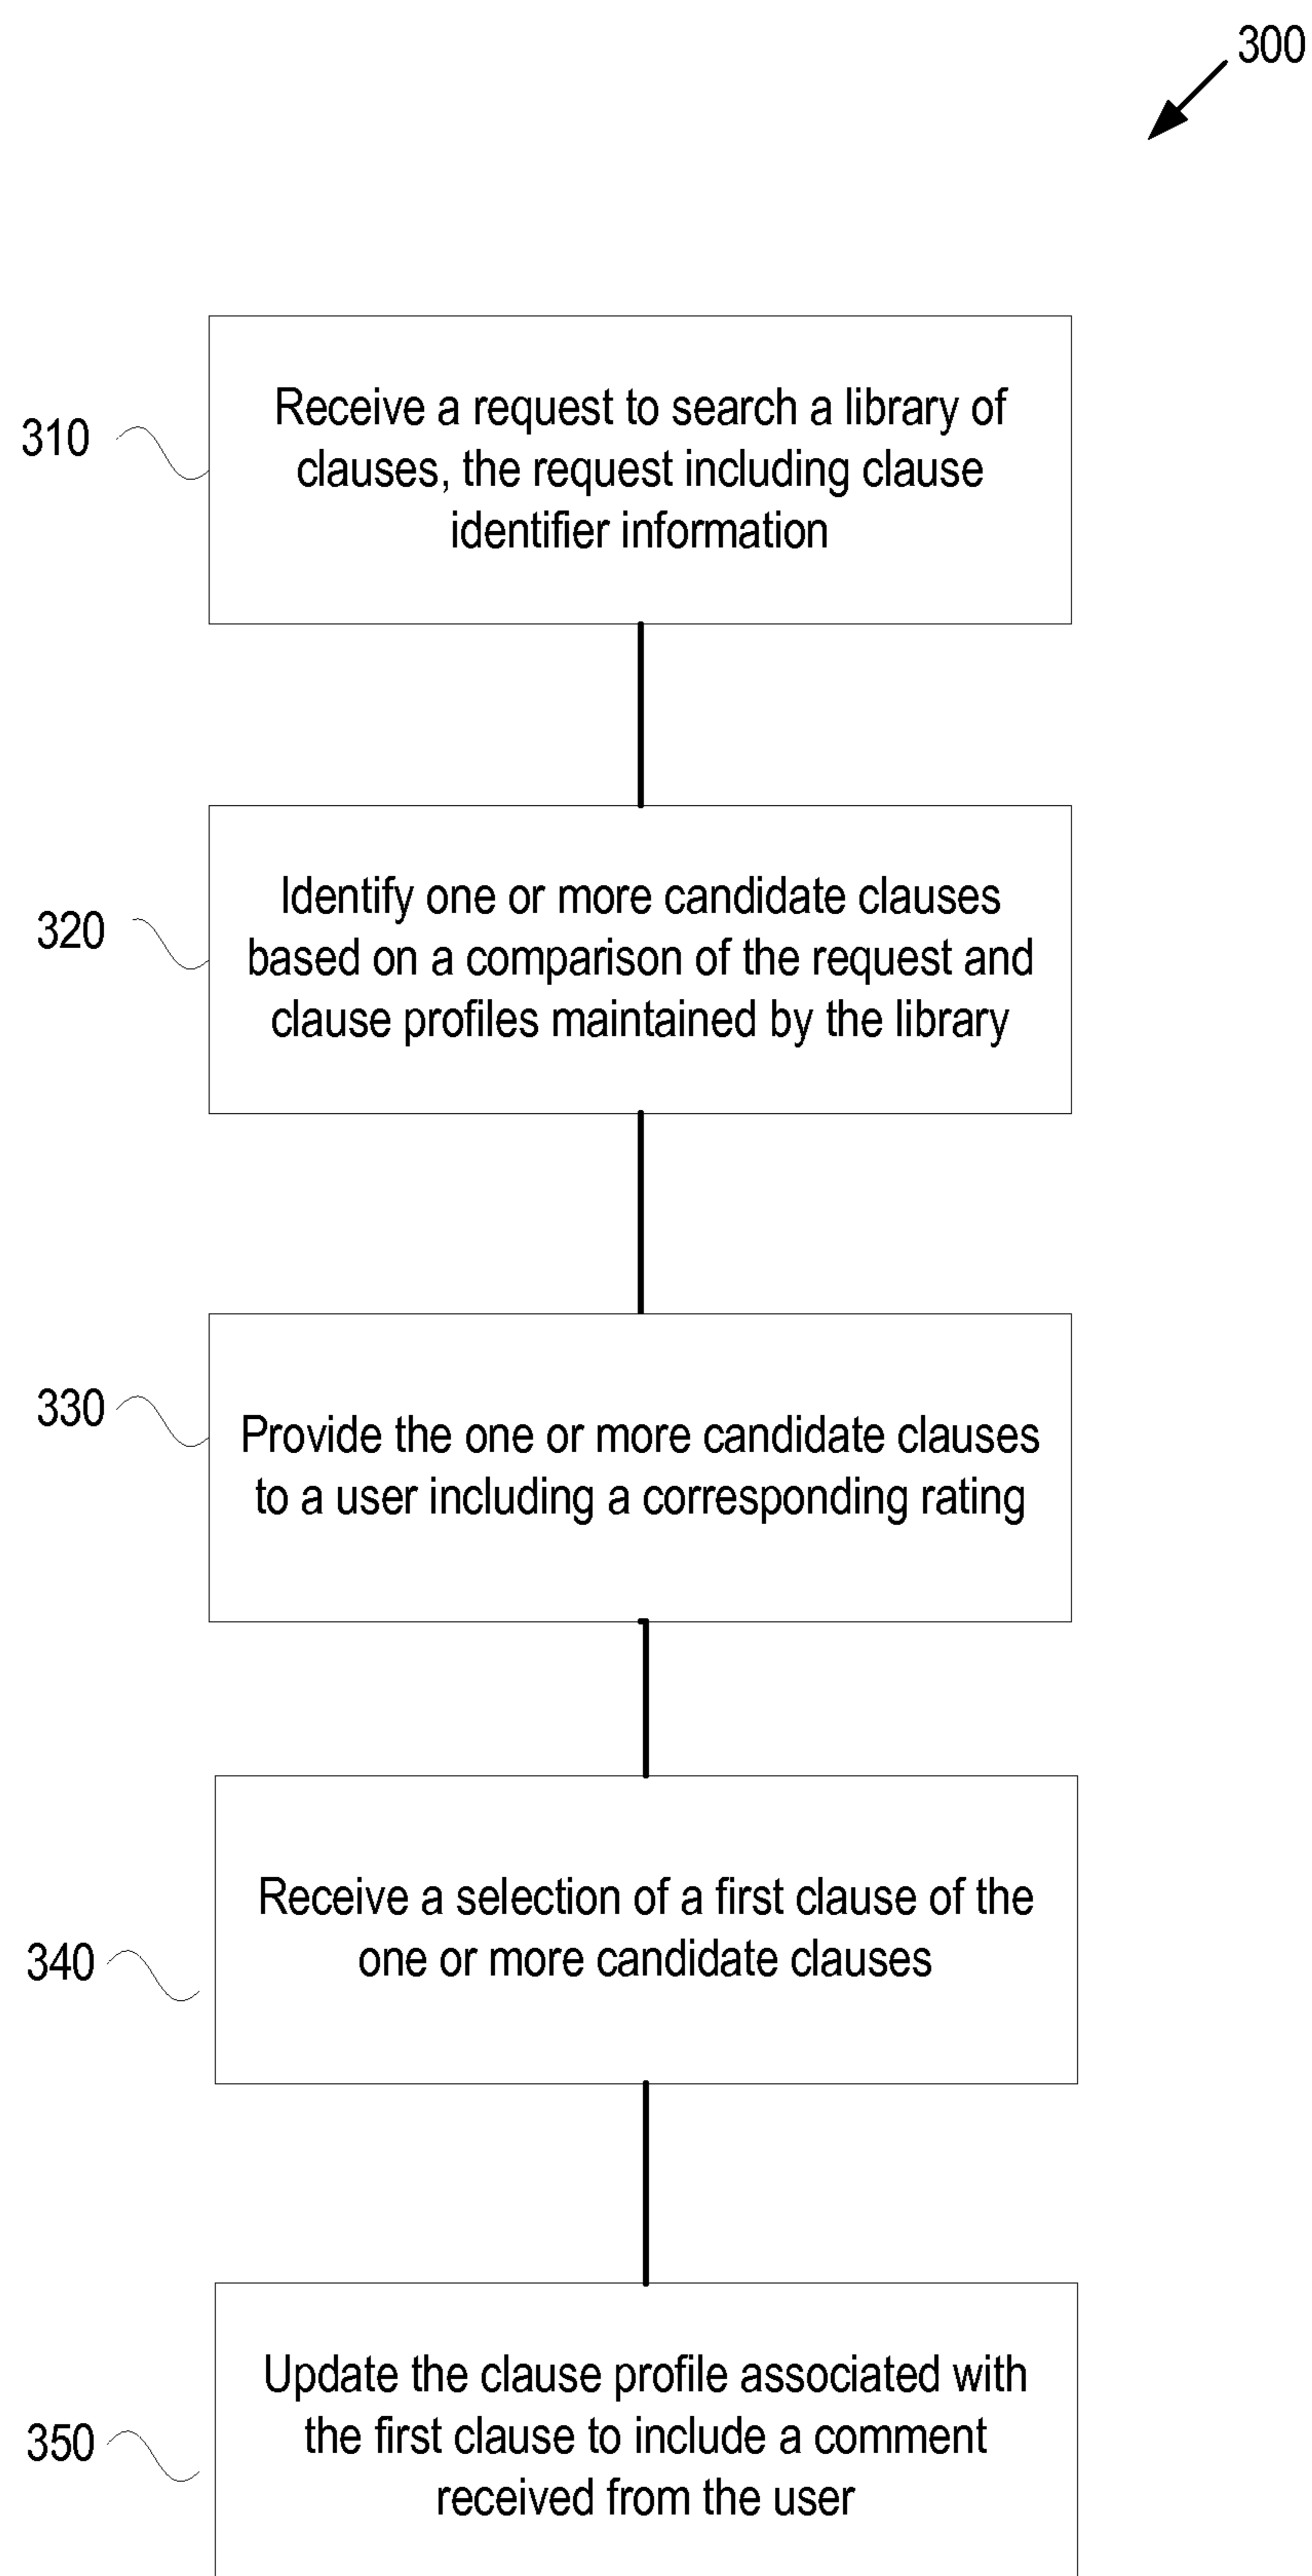 300
310
Receive a request to search a library of
clauses, the request including clause
identifier information
320
Identify one or more candidate clauses
based on a comparison of the request and
clause profiles maintained by the library
330
Provide the one or more candidate clauses
to a user including a corresponding rating
340
Receive a selection of a first clause of the
one or more candidate clauses
350
Update the clause profile associated with
the first clause to include a comment
received from the user